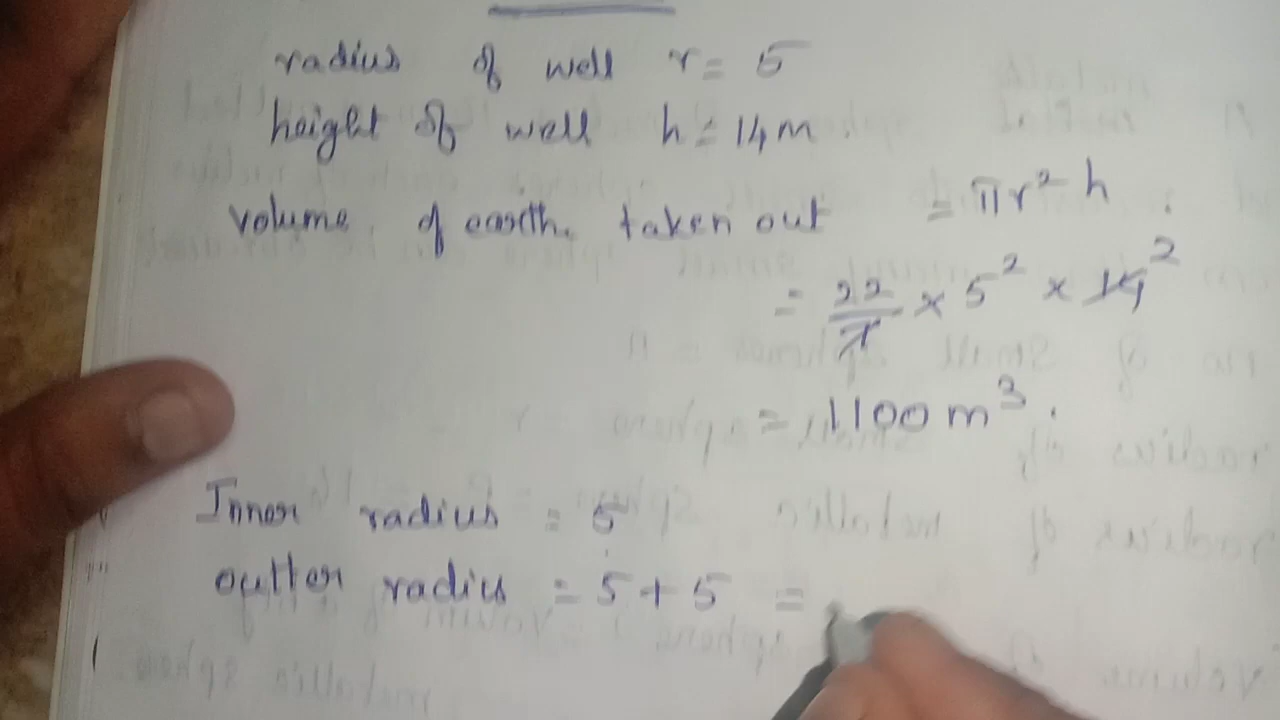 radius of well r = 5
height of well h = 14m.
volume of earth taken out = πr² h
= 22/7 × 5² × 14 2
= 1100 m³.
Inner radius = 5
outter radius = 5 + 5 =